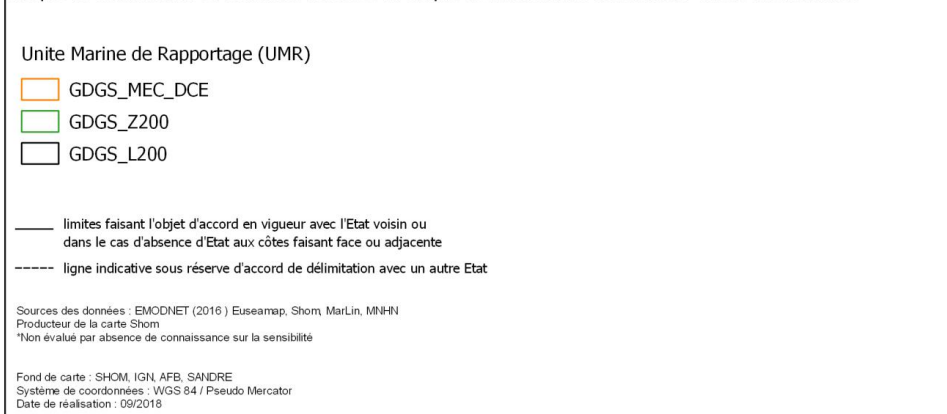 Unite Marine de Rapportage (UMR)
GDGS_MEC_DCE
GDGS_Z200
GDGS_L200
limites faisant l'objet d'accord en vigueur avec l'Etat voisin ou
dans le cas d'absence d'Etat aux côtes faisant face ou adjacente
ligne indicative sous réserve d'accord de délimitation avec un autre Etat
Sources des données : EMODNET (2016 ) Euseamap, Shom, MarLin, MNHN
Producteur de la carte Shom
*Non évalué par absence de connaissance sur la sensibilité
Fond de carte : SHOM, IGN, AFB, SANDRE
Système de coordonnées : WGS 84 / Pseudo Mercator
Date de réalisation : 09/2018